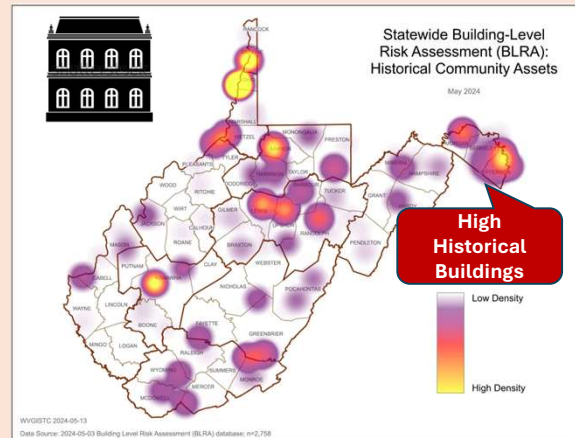 Statewide Building-Level
Risk Assessment (BLRA):
Historical Community Assets
May 2024
HANCOCK
MARSHALL
WETZEL
MONONGALIA
TYLER
PRESTON
PLEASANTS
HAMPSHIRE
WOOD
DODDRIDGE
TAYLOR
RITCHIE
BARBOUR
TUCKER
GRANT
WIRT
GILMER
LEWIS
HARDY
JACKSON
CALHOUN
UPSHUR
RANDOLPH
MASON
ROANE
BRAXTON
PENDLETON
PUTNAM
CLAY
WEBSTER
CABELL
KANAWHA
NICHOLAS
POCAHONTAS
WAYNE
LINCOLN
BOONE
FAYETTE
GREENBRIER
MINGO
LOGAN
RALEIGH
WYOMING
SUMMERS
MONROE
MERCER
MCDOWELL
High
Historical
Buildings
Low Density
High Density
WVGISTC 2024-05-13
Data Source: 2024-05-03 Building Level Risk Assessment (BLRA) database: n=2,758